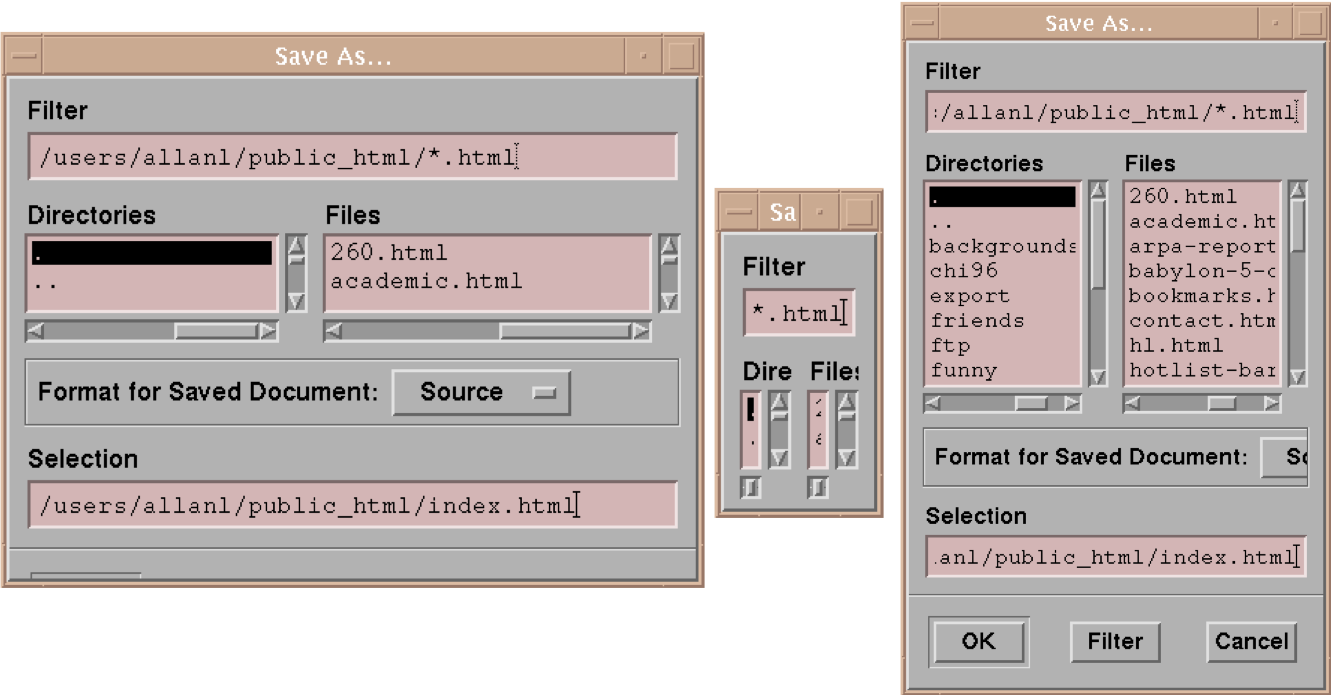 Save As...
Filter
/users/allanl/public_html/*.html
Directories Files
.
..
260.html
academic.html
Format for Saved Document: Source
Selection
/users/allanl/public_html/index.html
Sa
Filter
*.html
Dire Files
.
.
Save As...
Filter
:/allanl/public_html/*.html
Directories Files
.
..
backgrounds
chi96
export
friends
ftp
funny
260.html
academic.ht
arpa-report
babylon-5-c
bookmarks.h
contact.htm
hl.html
hotlist-bar
Format for Saved Document: So
Selection
.anl/public_html/index.html
OK Filter Cancel